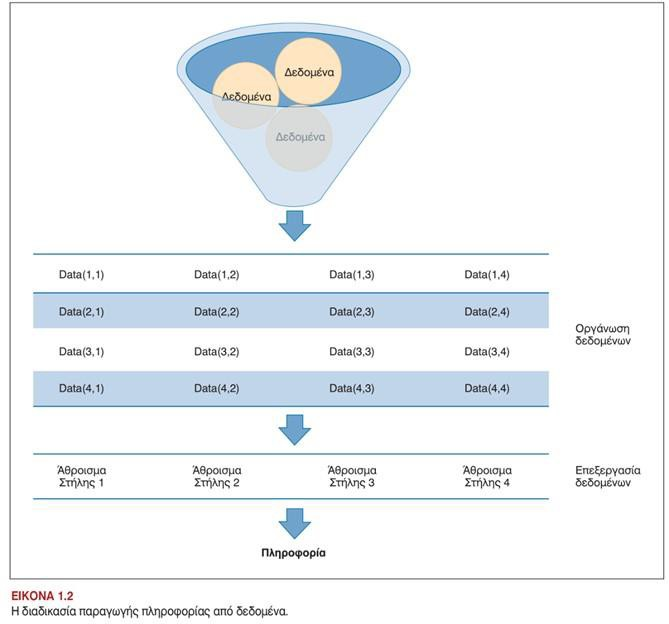 Δεδομένα
Δεδομένα
Δεδομένα
Data(1,1) Data(1,2) Data(1,3) Data(1,4)
Data(2,1) Data(2,2) Data(2,3) Data(2,4)
Οργάνωση
δεδομένων
Data(3,1) Data(3,2) Data(3,3) Data(3,4)
Data(4,1) Data(4,2) Data(4,3) Data(4,4)
Άθροισμα Άθροισμα Άθροισμα Άθροισμα Επεξεργασία
Στήλης 1 Στήλης 2 Στήλης 3 Στήλης 4 δεδομένων
Πληροφορία
ΕΙΚΟΝΑ 1.2
Η διαδικασία παραγωγής πληροφορίας από δεδομένα.